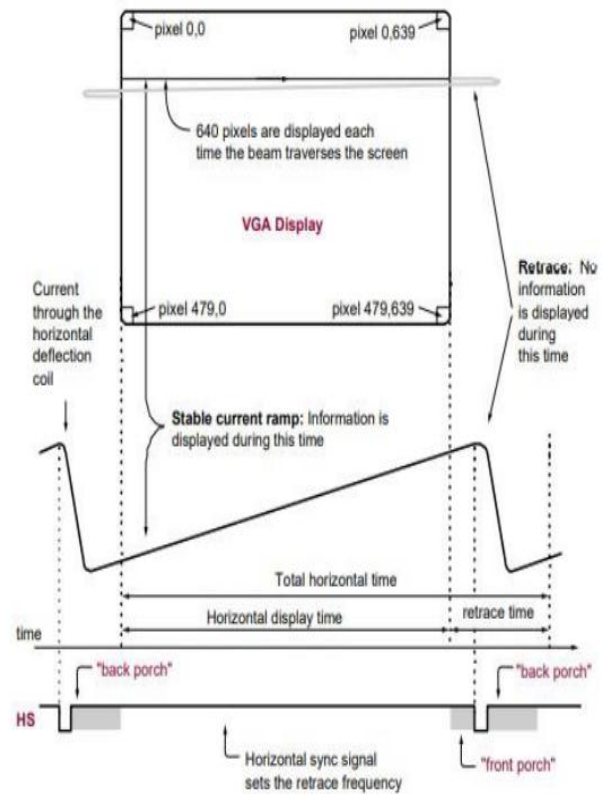 pixel 0,0
pixel 0,639
640 pixels are displayed each
time the beam traverses the screen
VGA Display
Retrace: No
information
is displayed
during
this time
Current
through the
horizontal
deflection
coil
pixel 479,0
pixel 479,639
Stable current ramp: Information is
displayed during this time
Total horizontal time
Horizontal display time
retrace time
time
"back porch"
"back porch"
HS
Horizontal sync signal
sets the retrace frequency
"front porch"